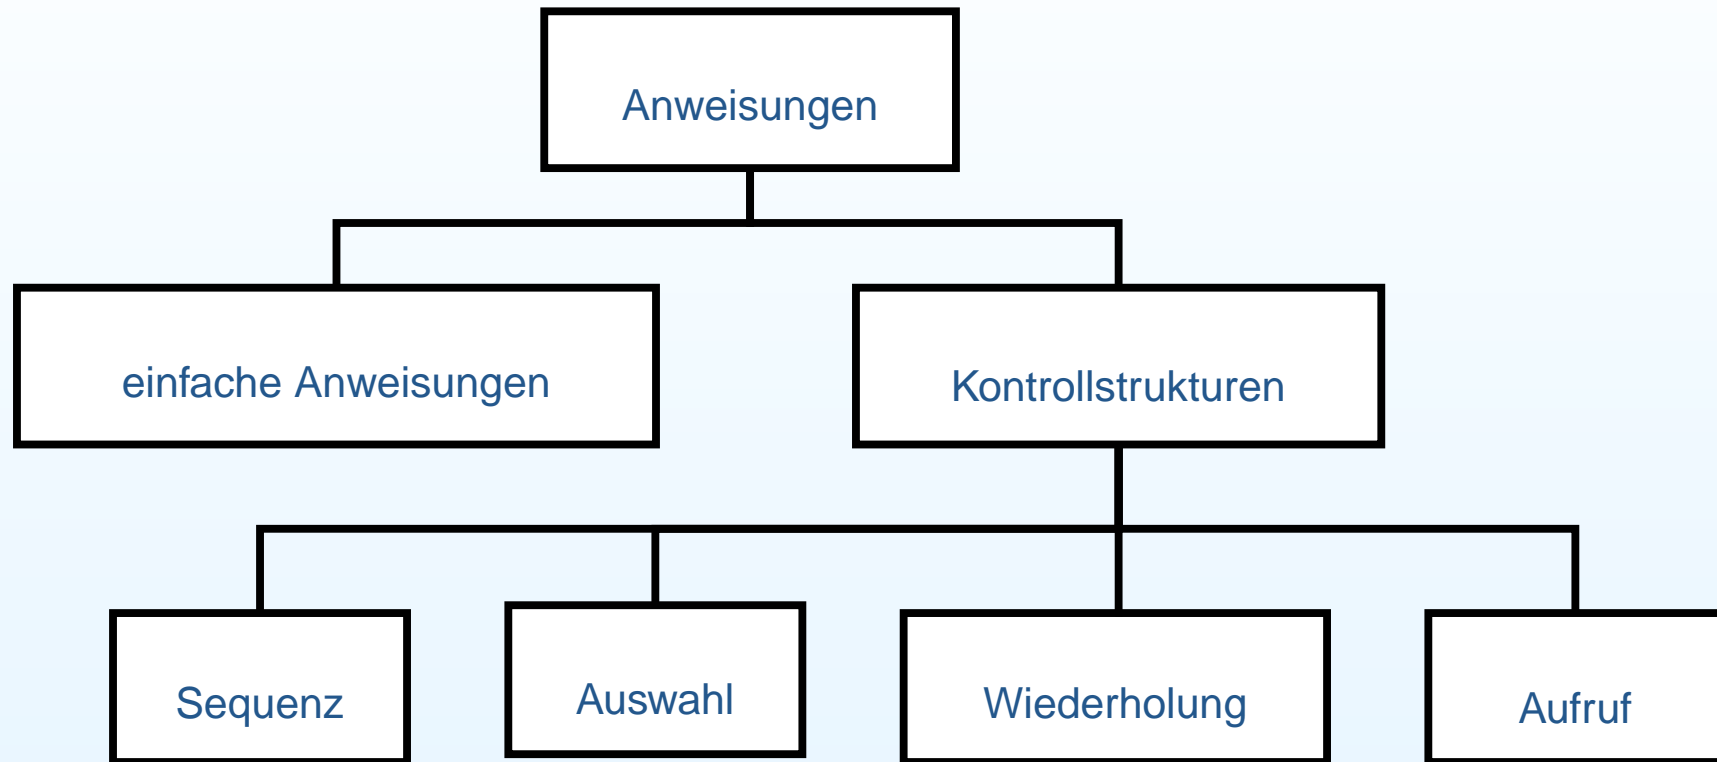 Anweisungen
einfache Anweisungen
Kontrollstrukturen
Sequenz
Auswahl
Wiederholung
Aufruf